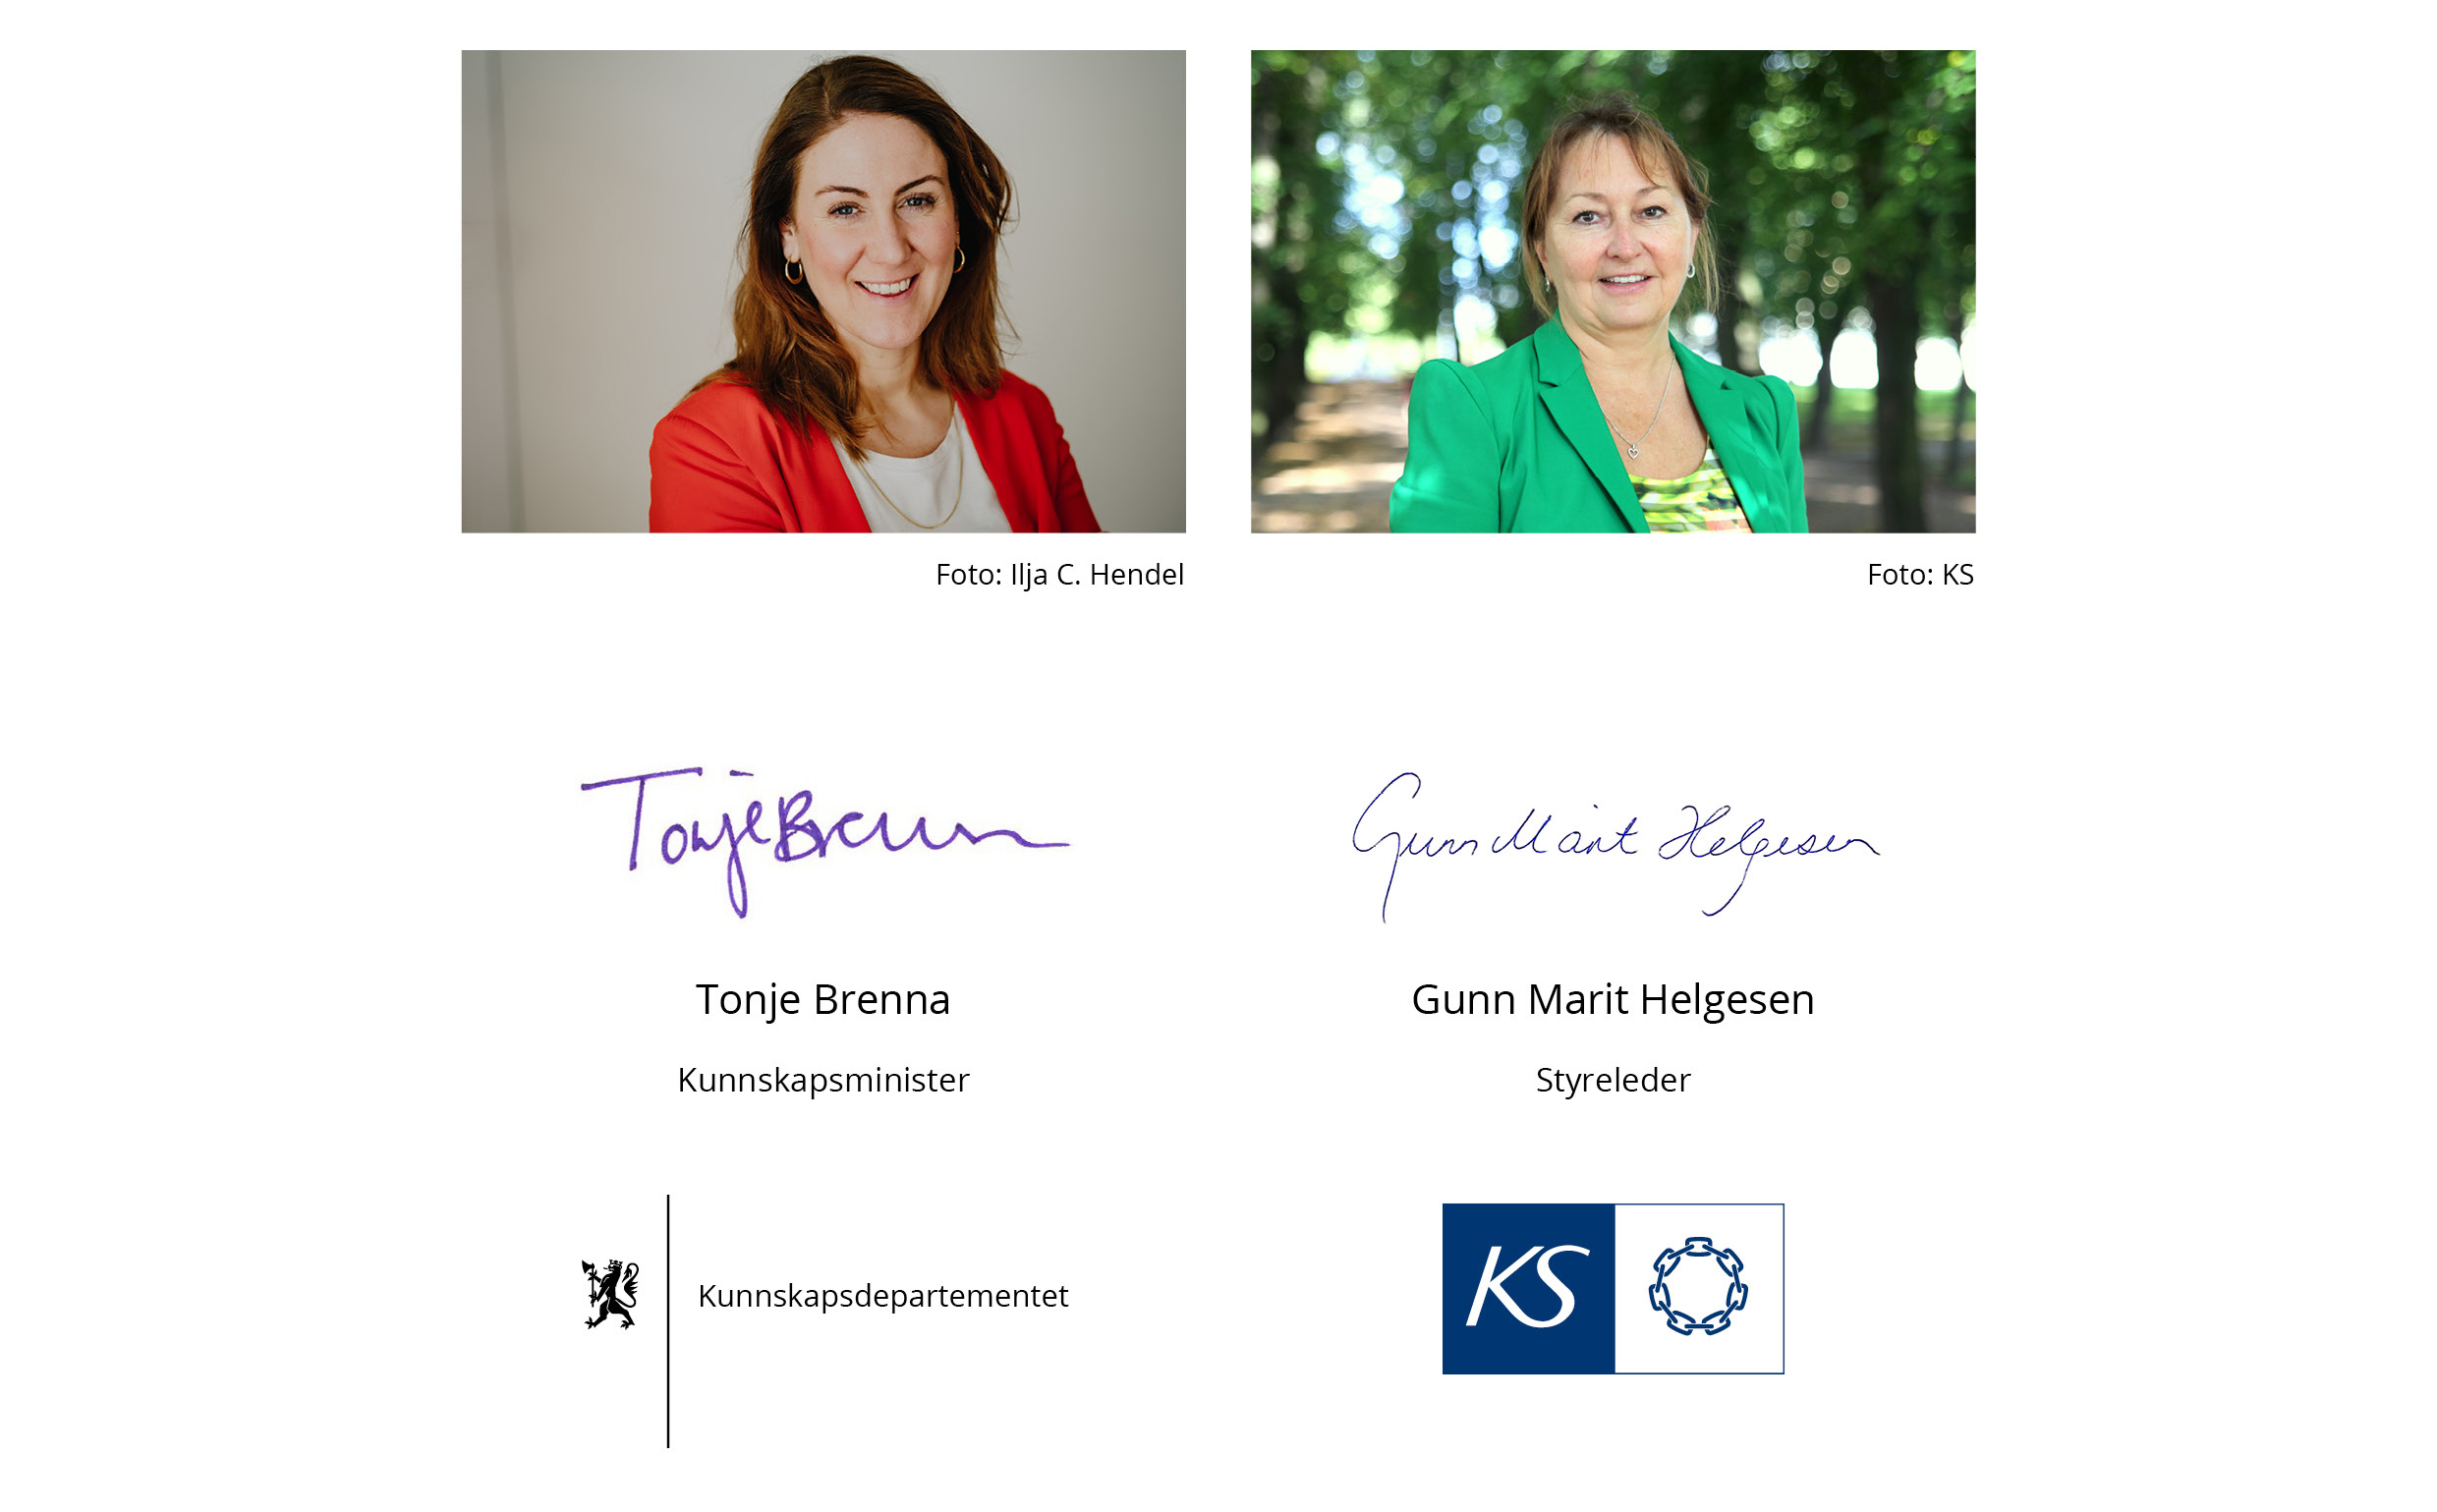 Foto: Ilja C. Hendel
Foto: KS
Tonje Brenna
Gunn Marit Helgesen
Tonje Brenna
Gunn Marit Helgesen
Kunnskapsminister
Styreleder
Kunnskapsdepartementet
KS